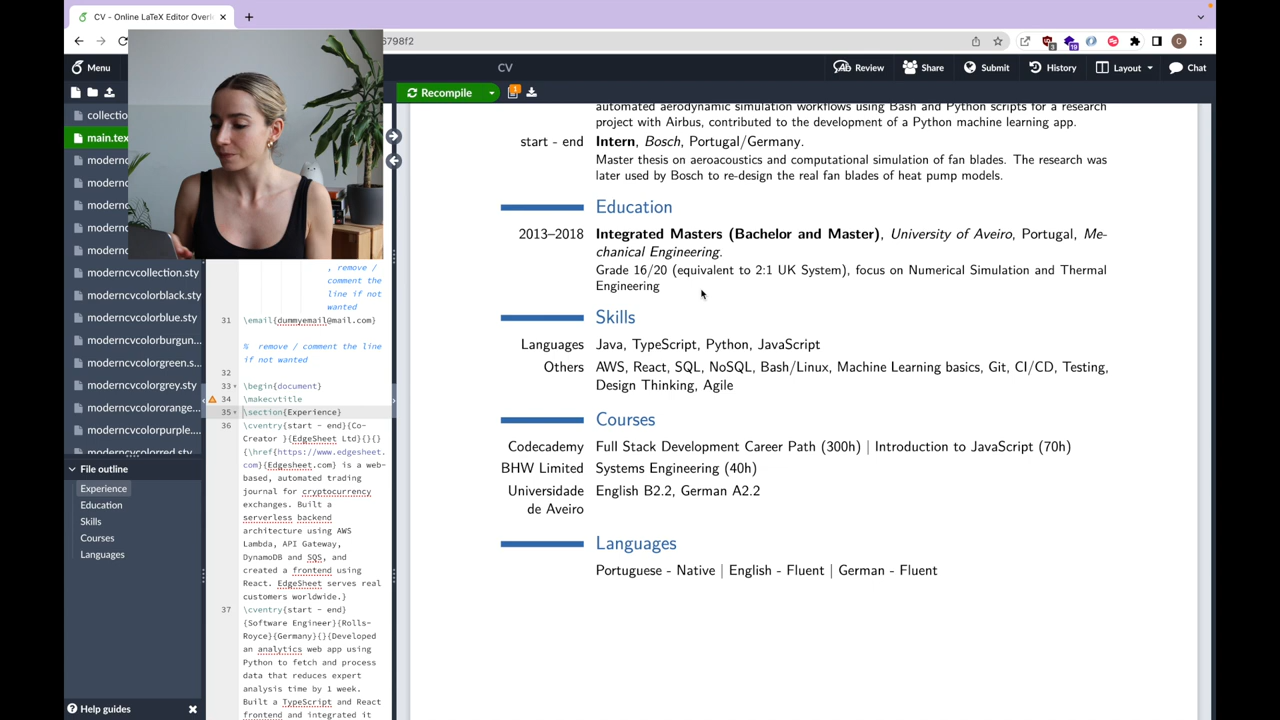 CV - Online LaTeX Editor Overl
6798f2
Menu
CV
Review
Share
Submit
History
Layout
Chat
Recompile
collectio
main.tex
modern
modern
modern
modern
modern
moderncvcollection.sty
moderncvcolorblack.sty
moderncvcolorblue.sty
moderncvcolorburgun...
moderncvcolorgreen.s...
moderncvcolorgrey.sty
moderncvcolororange...
moderncvcolorpurple....
moderncvcolorred.sty
File outline
Experience
Education
Skills
Courses
Languages
Help guides
, remove /
comment the
line if not
wanted
31 \email{dummyemail@mail.com}
% remove / comment the line
if not wanted
32
33 \begin{document}
34 \makecvtitle
35 \section{Experience}
36 \cventry{start - end}{Co-
Creator }{EdgeSheet Ltd}{}{}
{\href{https://www.edgesheet.
com}{Edgesheet.com} is a web-
based, automated trading
journal for cryptocurrency
exchanges. Built a
serverless backend
architecture using AWS
Lambda, API Gateway,
DynamoDB and SQS, and
created a frontend using
React. EdgeSheet serves real
customers worldwide.}
37 \cventry{start - end}
{Software Engineer}{Rolls-
Royce}{Germany}{}{Developed
an analytics web app using
Python to fetch and process
data that reduces expert
analysis time by 1 week.
Built a TypeScript and React
frontend and integrated it
automated aerodynamic simulation workflows using Bash and Python scripts for a research
project with Airbus, contributed to the development of a Python machine learning app.
start - end Intern, Bosch, Portugal/Germany.
Master thesis on aeroacoustics and computational simulation of fan blades. The research was
later used by Bosch to re-design the real fan blades of heat pump models.
Education
2013–2018 Integrated Masters (Bachelor and Master), University of Aveiro, Portugal, Me-
chanical Engineering.
Grade 16/20 (equivalent to 2:1 UK System), focus on Numerical Simulation and Thermal
Engineering
Skills
Languages Java, TypeScript, Python, JavaScript
Others AWS, React, SQL, NoSQL, Bash/Linux, Machine Learning basics, Git, CI/CD, Testing,
Design Thinking, Agile
Courses
Codecademy Full Stack Development Career Path (300h) | Introduction to JavaScript (70h)
BHW Limited Systems Engineering (40h)
Universidade English B2.2, German A2.2
de Aveiro
Languages
Portuguese - Native | English - Fluent | German - Fluent